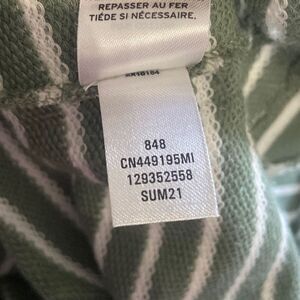 REPASSER AU FER
TIÈDE SI NÉCESSAIRE.
848
CN449195MI
129352558
SUM21